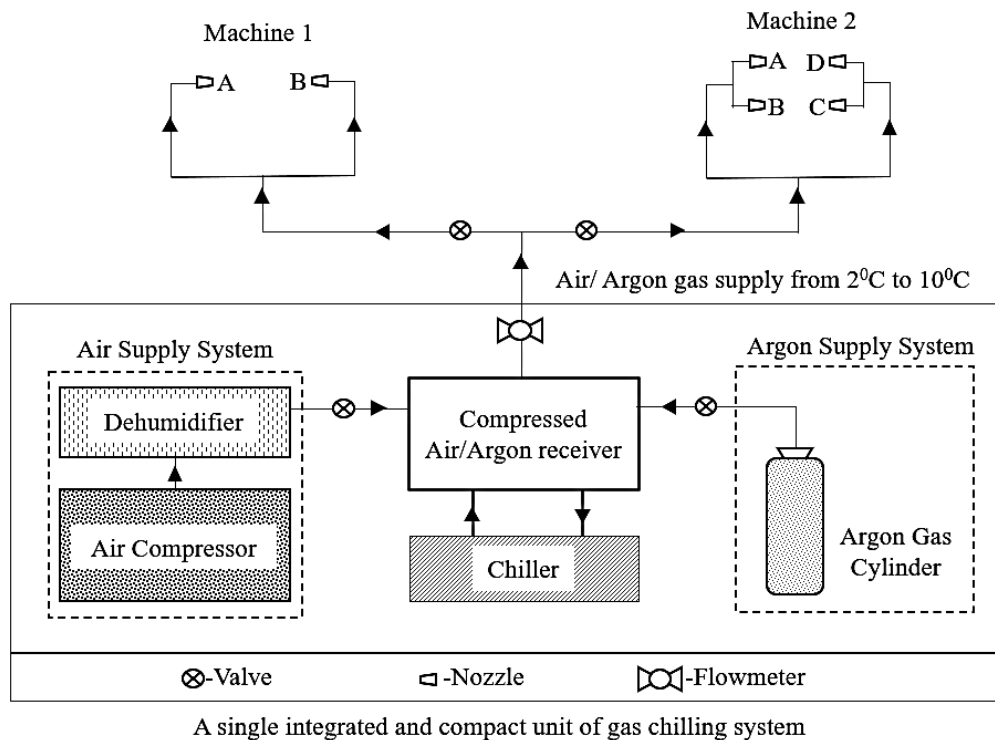 Machine 1
Machine 2
A
B
A
D
B
C
Air/ Argon gas supply from 2⁰C to 10⁰C
Air Supply System
Argon Supply System
Dehumidifier
Compressed
Air/Argon receiver
Air Compressor
Chiller
Argon Gas
Cylinder
-Valve
-Nozzle
-Flowmeter
A single integrated and compact unit of gas chilling system